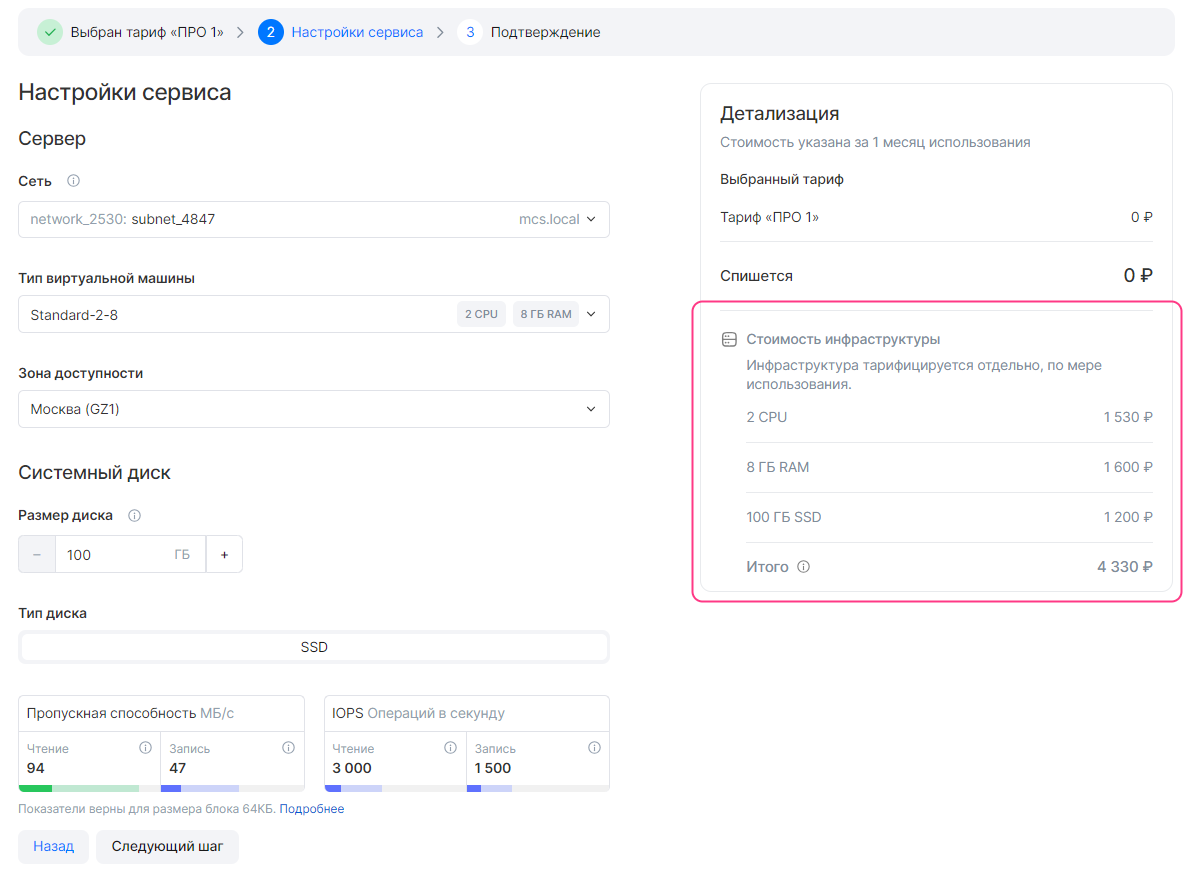 Выбран тариф «ПРО 1»
2 Настройки сервиса
3 Подтверждение
Настройки сервиса
Сервер
Сеть
network_2530: subnet_4847 mcs.local
Тип виртуальной машины
Standard-2-8 2 CPU 8 ГБ RAM
Зона доступности
Москва (GZ1)
Системный диск
Размер диска
− 100 ГБ +
Тип диска
SSD
Пропускная способность МБ/с
Чтение Запись
94 47
IOPS Операций в секунду
Чтение Запись
3 000 1 500
Показатели верны для размера блока 64КБ. Подробнее
Назад Следующий шаг
Детализация
Стоимость указана за 1 месяц использования
Выбранный тариф
Тариф «ПРО 1» 0 ₽
Спишется 0 ₽
Стоимость инфраструктуры
Инфраструктура тарифицируется отдельно, по мере
использования.
2 CPU 1 530 ₽
8 ГБ RAM 1 600 ₽
100 ГБ SSD 1 200 ₽
Итого 4 330 ₽